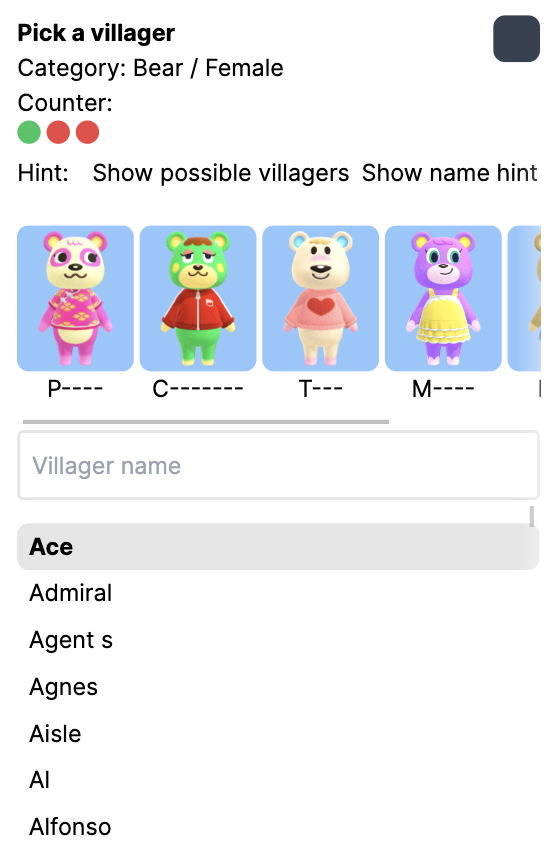 Pick a villager
Category: Bear / Female
Counter:
Hint: Show possible villagers Show name hint
P---- C------- T--- M----
Villager name
Ace
Admiral
Agent s
Agnes
Aisle
Al
Alfonso